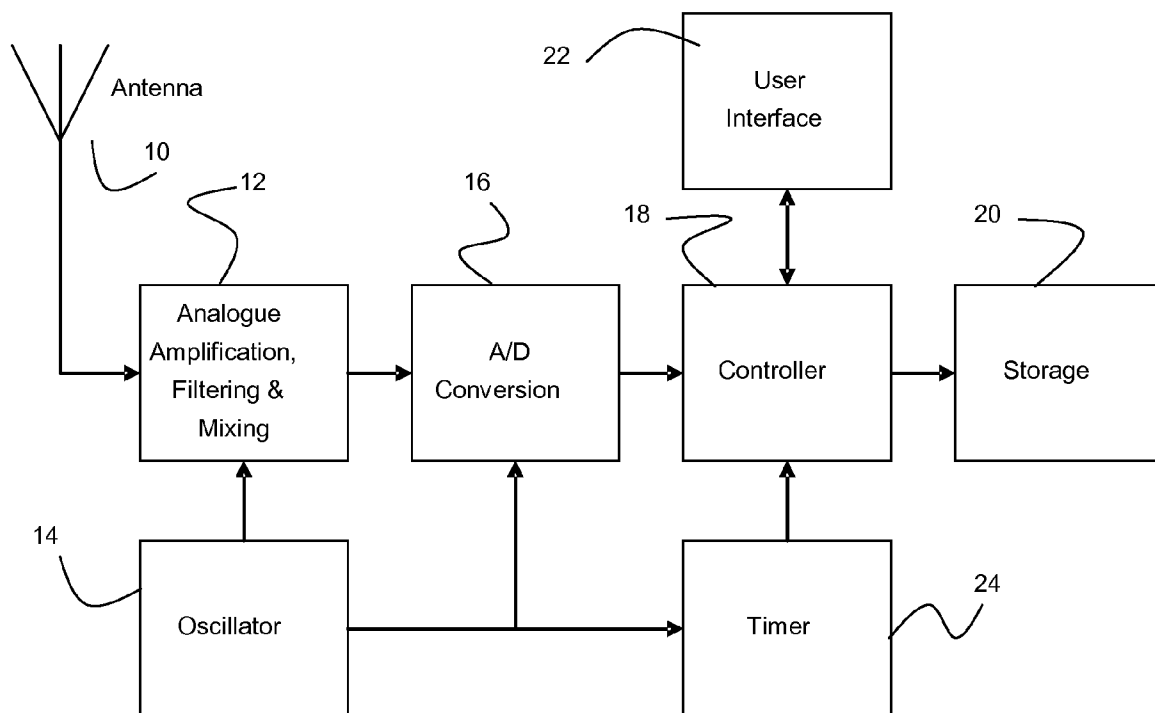 22
User
Interface
Antenna
10
12
16
18
20
Analogue
Amplification,
Filtering &
Mixing
A/D
Conversion
Controller
Storage
14
Oscillator
Timer
24